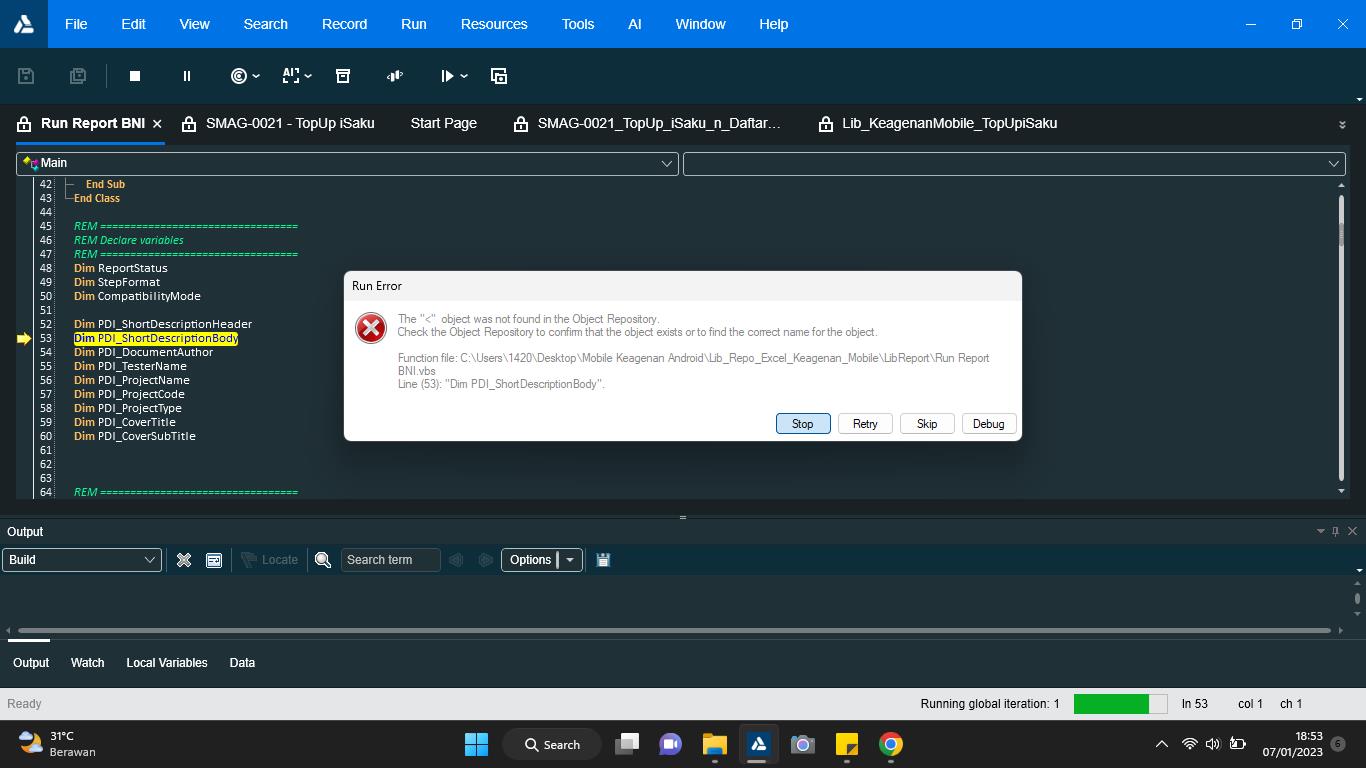 File Edit View Search Record Run Resources Tools AI Window Help
AI
Run Report BNI SMAG-0021 - TopUp iSaku Start Page SMAG-0021_TopUp_iSaku_n_Daftar... Lib_KeagenanMobile_TopUpiSaku
Main
42 End Sub
43 End Class
44
45 REM =================================
46 REM Declare variables
47 REM =================================
48 Dim ReportStatus
49 Dim StepFormat
50 Dim CompatibilityMode
51
52 Dim PDI_ShortDescriptionHeader
53 Dim PDI_ShortDescriptionBody
54 Dim PDI_DocumentAuthor
55 Dim PDI_TesterName
56 Dim PDI_ProjectName
57 Dim PDI_ProjectCode
58 Dim PDI_ProjectType
59 Dim PDI_CoverTitle
60 Dim PDI_CoverSubTitle
61
62
63
64 REM =================================
Run Error
The "<" object was not found in the Object Repository.
Check the Object Repository to confirm that the object exists or to find the correct name for the object.
Function file: C:\Users\1420\Desktop\Mobile Keagenan Android\Lib_Repo_Excel_Keagenan_Mobile\LibReport\Run Report
BNI.vbs
Line (53): "Dim PDI_ShortDescriptionBody".
Stop Retry Skip Debug
Output
Build Locate Search term Options
Output Watch Local Variables Data
Ready Running global iteration: 1 ln 53 col 1 ch 1
31°C
Berawan
Search
18:53
07/01/2023
6